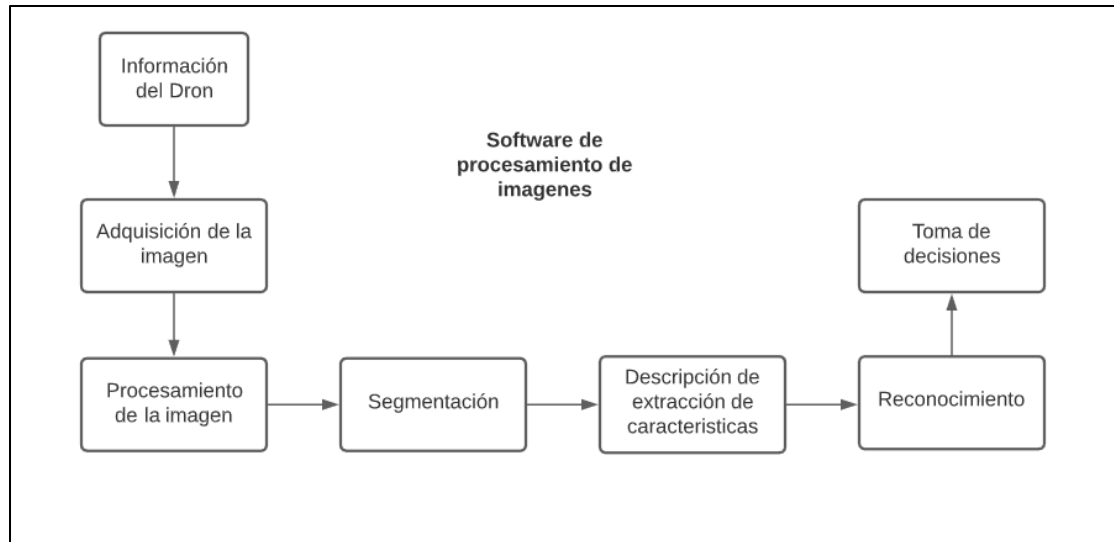 Información
del Dron
Software de
procesamiento de
imagenes
Adquisición de la
imagen
Toma de
decisiones
Procesamiento
de la imagen
Segmentación
Descripción de
extracción de
caracteristicas
Reconocimiento